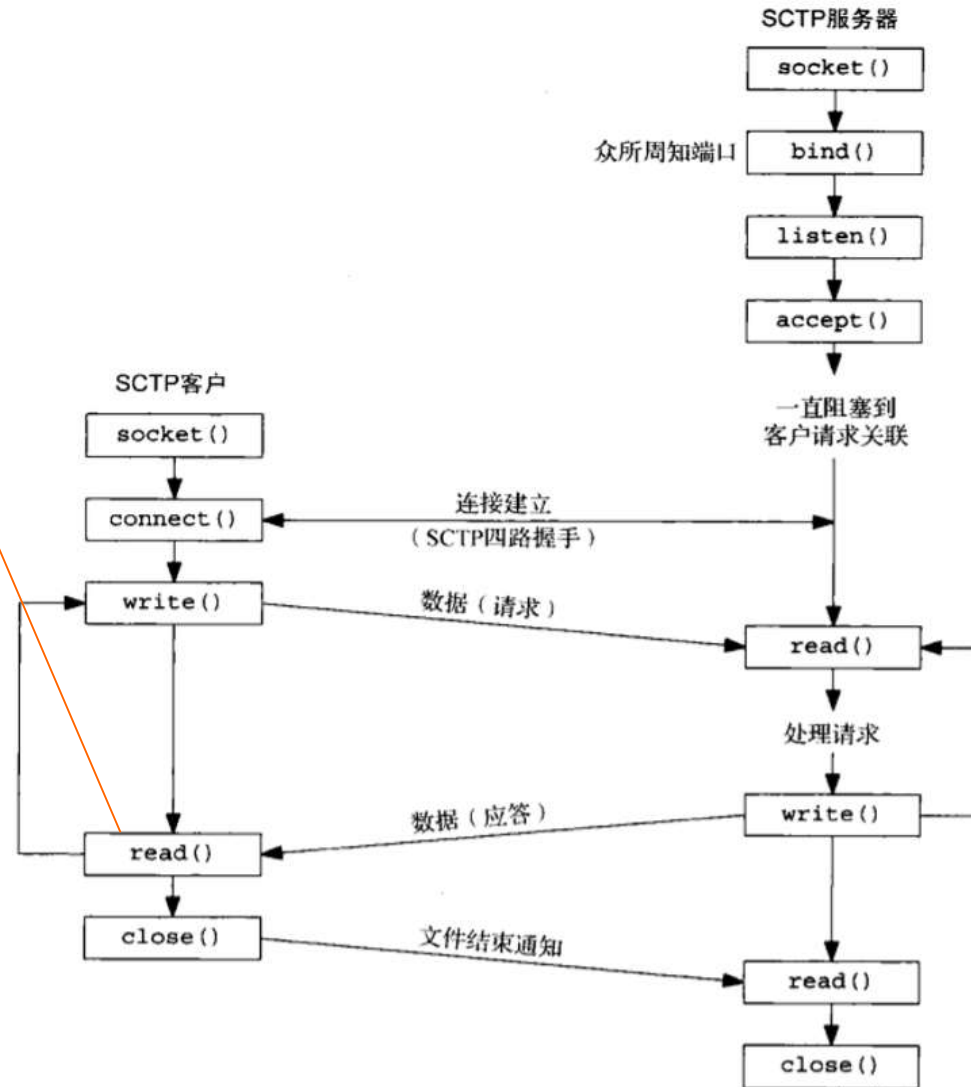 SCTP服务器
socket()
众所周知端口
bind()
listen()
accept()
一直阻塞到
客户请求关联
SCTP客户
socket()
connect()
连接建立
(SCTP四路握手)
write()
数据(请求)
read()
处理请求
write()
数据(应答)
read()
close()
文件结束通知
read()
close()